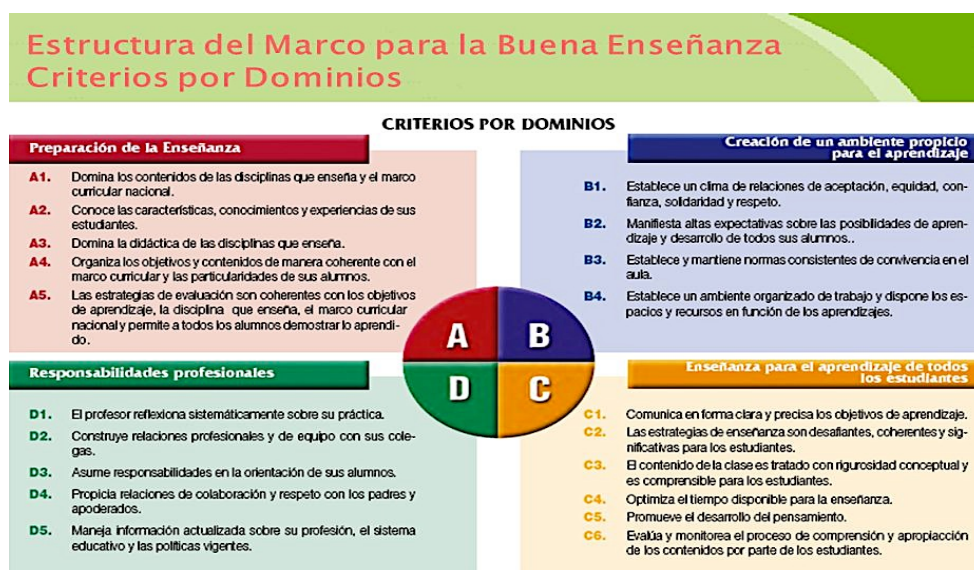 Estructura del Marco para la Buena Enseñanza
Criterios por Dominios
CRITERIOS POR DOMINIOS
Preparación de la Enseñanza
A1. Domina los contenidos de las disciplinas que enseña y el marco
curricular nacional.
A2. Conoce las características, conocimientos y experiencias de sus
estudiantes.
A3. Domina la didáctica de las disciplinas que enseña.
A4. Organiza los objetivos y contenidos de manera coherente con el
marco curricular y las particularidades de sus alumnos.
A5. Las estrategias de evaluación son coherentes con los objetivos
de aprendizaje, la disciplina que enseña, el marco curricular
nacional y permite a todos los alumnos demostrar lo aprendi-
do.
Creación de un ambiente propicio
para el aprendizaje
B1. Establece un clima de relaciones de aceptación, equidad, con-
fianza, solidaridad y respeto.
B2. Manifiesta altas expectativas sobre las posibilidades de apren-
dizaje y desarrollo de todos sus alumnos..
B3. Establece y mantiene normas consistentes de convivencia en el
aula.
B4. Establece un ambiente organizado de trabajo y dispone los es-
pacios y recursos en función de los aprendizajes.
A
B
D
C
Responsabilidades profesionales
D1. El profesor reflexiona sistemáticamente sobre su práctica.
D2. Construye relaciones profesionales y de equipo con sus cole-
gas.
D3. Asume responsabilidades en la orientación de sus alumnos.
D4. Propicia relaciones de colaboración y respeto con los padres y
apoderados.
D5. Maneja información actualizada sobre su profesión, el sistema
educativo y las políticas vigentes.
Enseñanza para el aprendizaje de todos
los estudiantes
C1. Comunica en forma clara y precisa los objetivos de aprendizaje.
C2. Las estrategias de enseñanza son desafiantes, coherentes y sig-
nificativas para los estudiantes.
C3. El contenido de la clase es tratado con rigurosidad conceptual y
es comprensible para los estudiantes.
C4. Optimiza el tiempo disponible para la enseñanza.
C5. Promueve el desarrollo del pensamiento.
C6. Evalúa y monitorea el proceso de comprensión y apropiacción
de los contenidos por parte de los estudiantes.